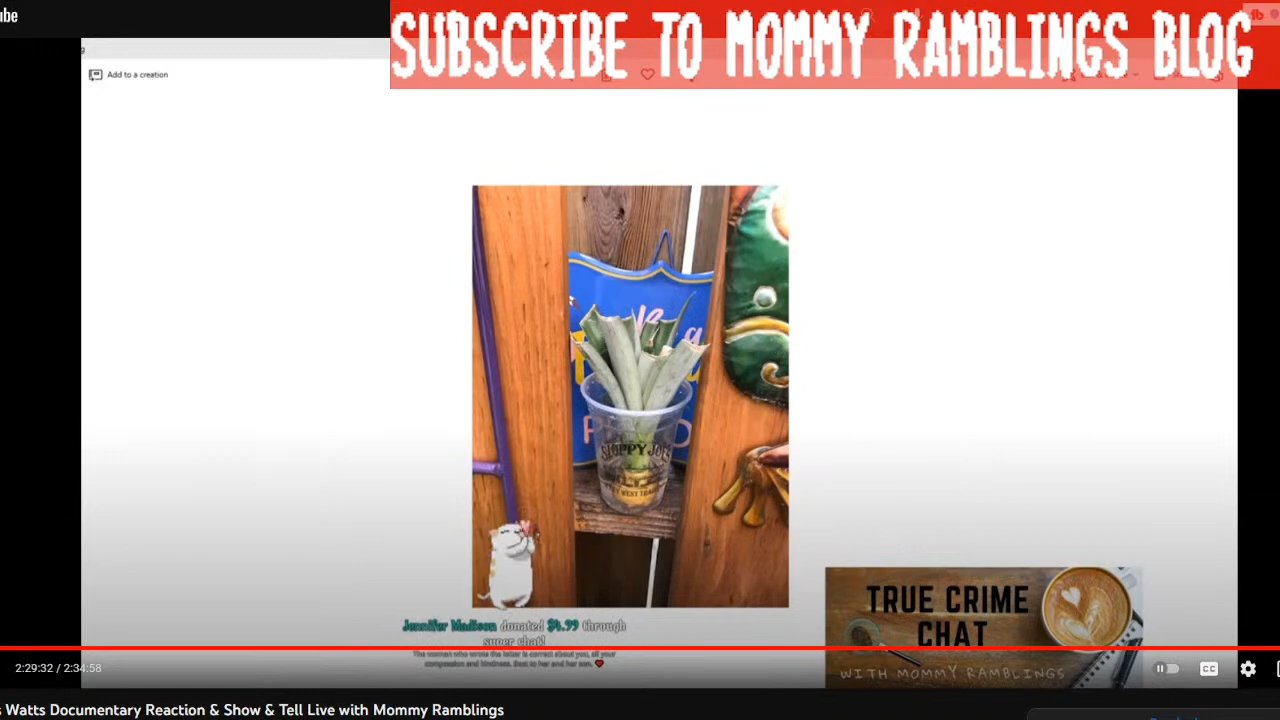 SUBSCRIBE TO MOMMY RAMBLINGS BLOG
Add to a creation
SLOPPY JOE'S
KEY WEST
Jennifer Madison donated $4.99 through
super chat!
The woman who wrote the letter is correct about you, all your
compassion and kindness. Best to her and her son. ❤
TRUE CRIME
CHAT
WITH MOMMY RAMBLINGS
2:29:32 / 2:34:58
CC
Watts Documentary Reaction & Show & Tell Live with Mommy Ramblings